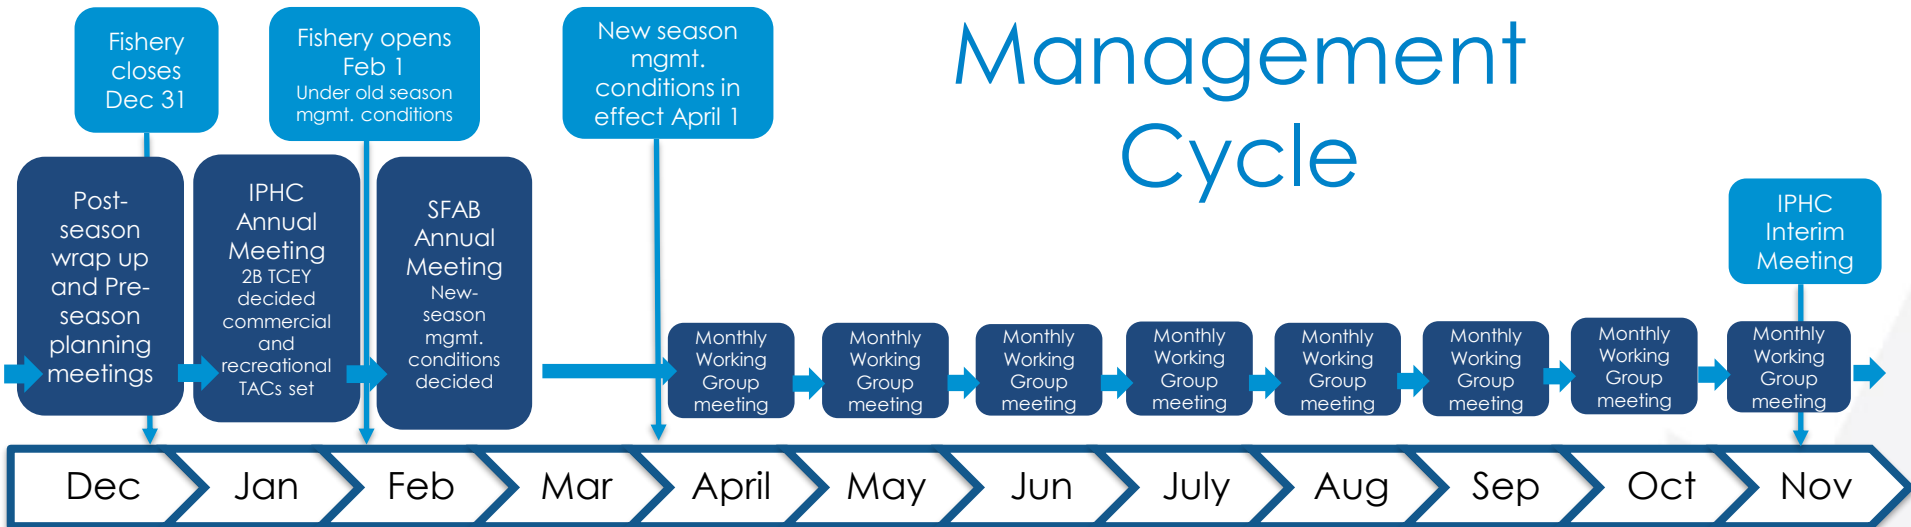 Management
Cycle
Fishery
closes
Dec 31
Fishery opens
Feb 1
Under old season
mgmt. conditions
New season
mgmt.
conditions in
effect April 1
Post-
season
wrap up
and Pre-
season
planning
meetings
IPHC
Annual
Meeting
2B TCEY
decided
commercial
and
recreational
TACs set
SFAB
Annual
Meeting
New-
season
mgmt.
conditions
decided
Monthly
Working
Group
meeting
Monthly
Working
Group
meeting
Monthly
Working
Group
meeting
Monthly
Working
Group
meeting
Monthly
Working
Group
meeting
Monthly
Working
Group
meeting
Monthly
Working
Group
meeting
IPHC
Interim
Meeting
Monthly
Working
Group
meeting
Dec
Jan
Feb
Mar
April
May
Jun
July
Aug
Sep
Oct
Nov